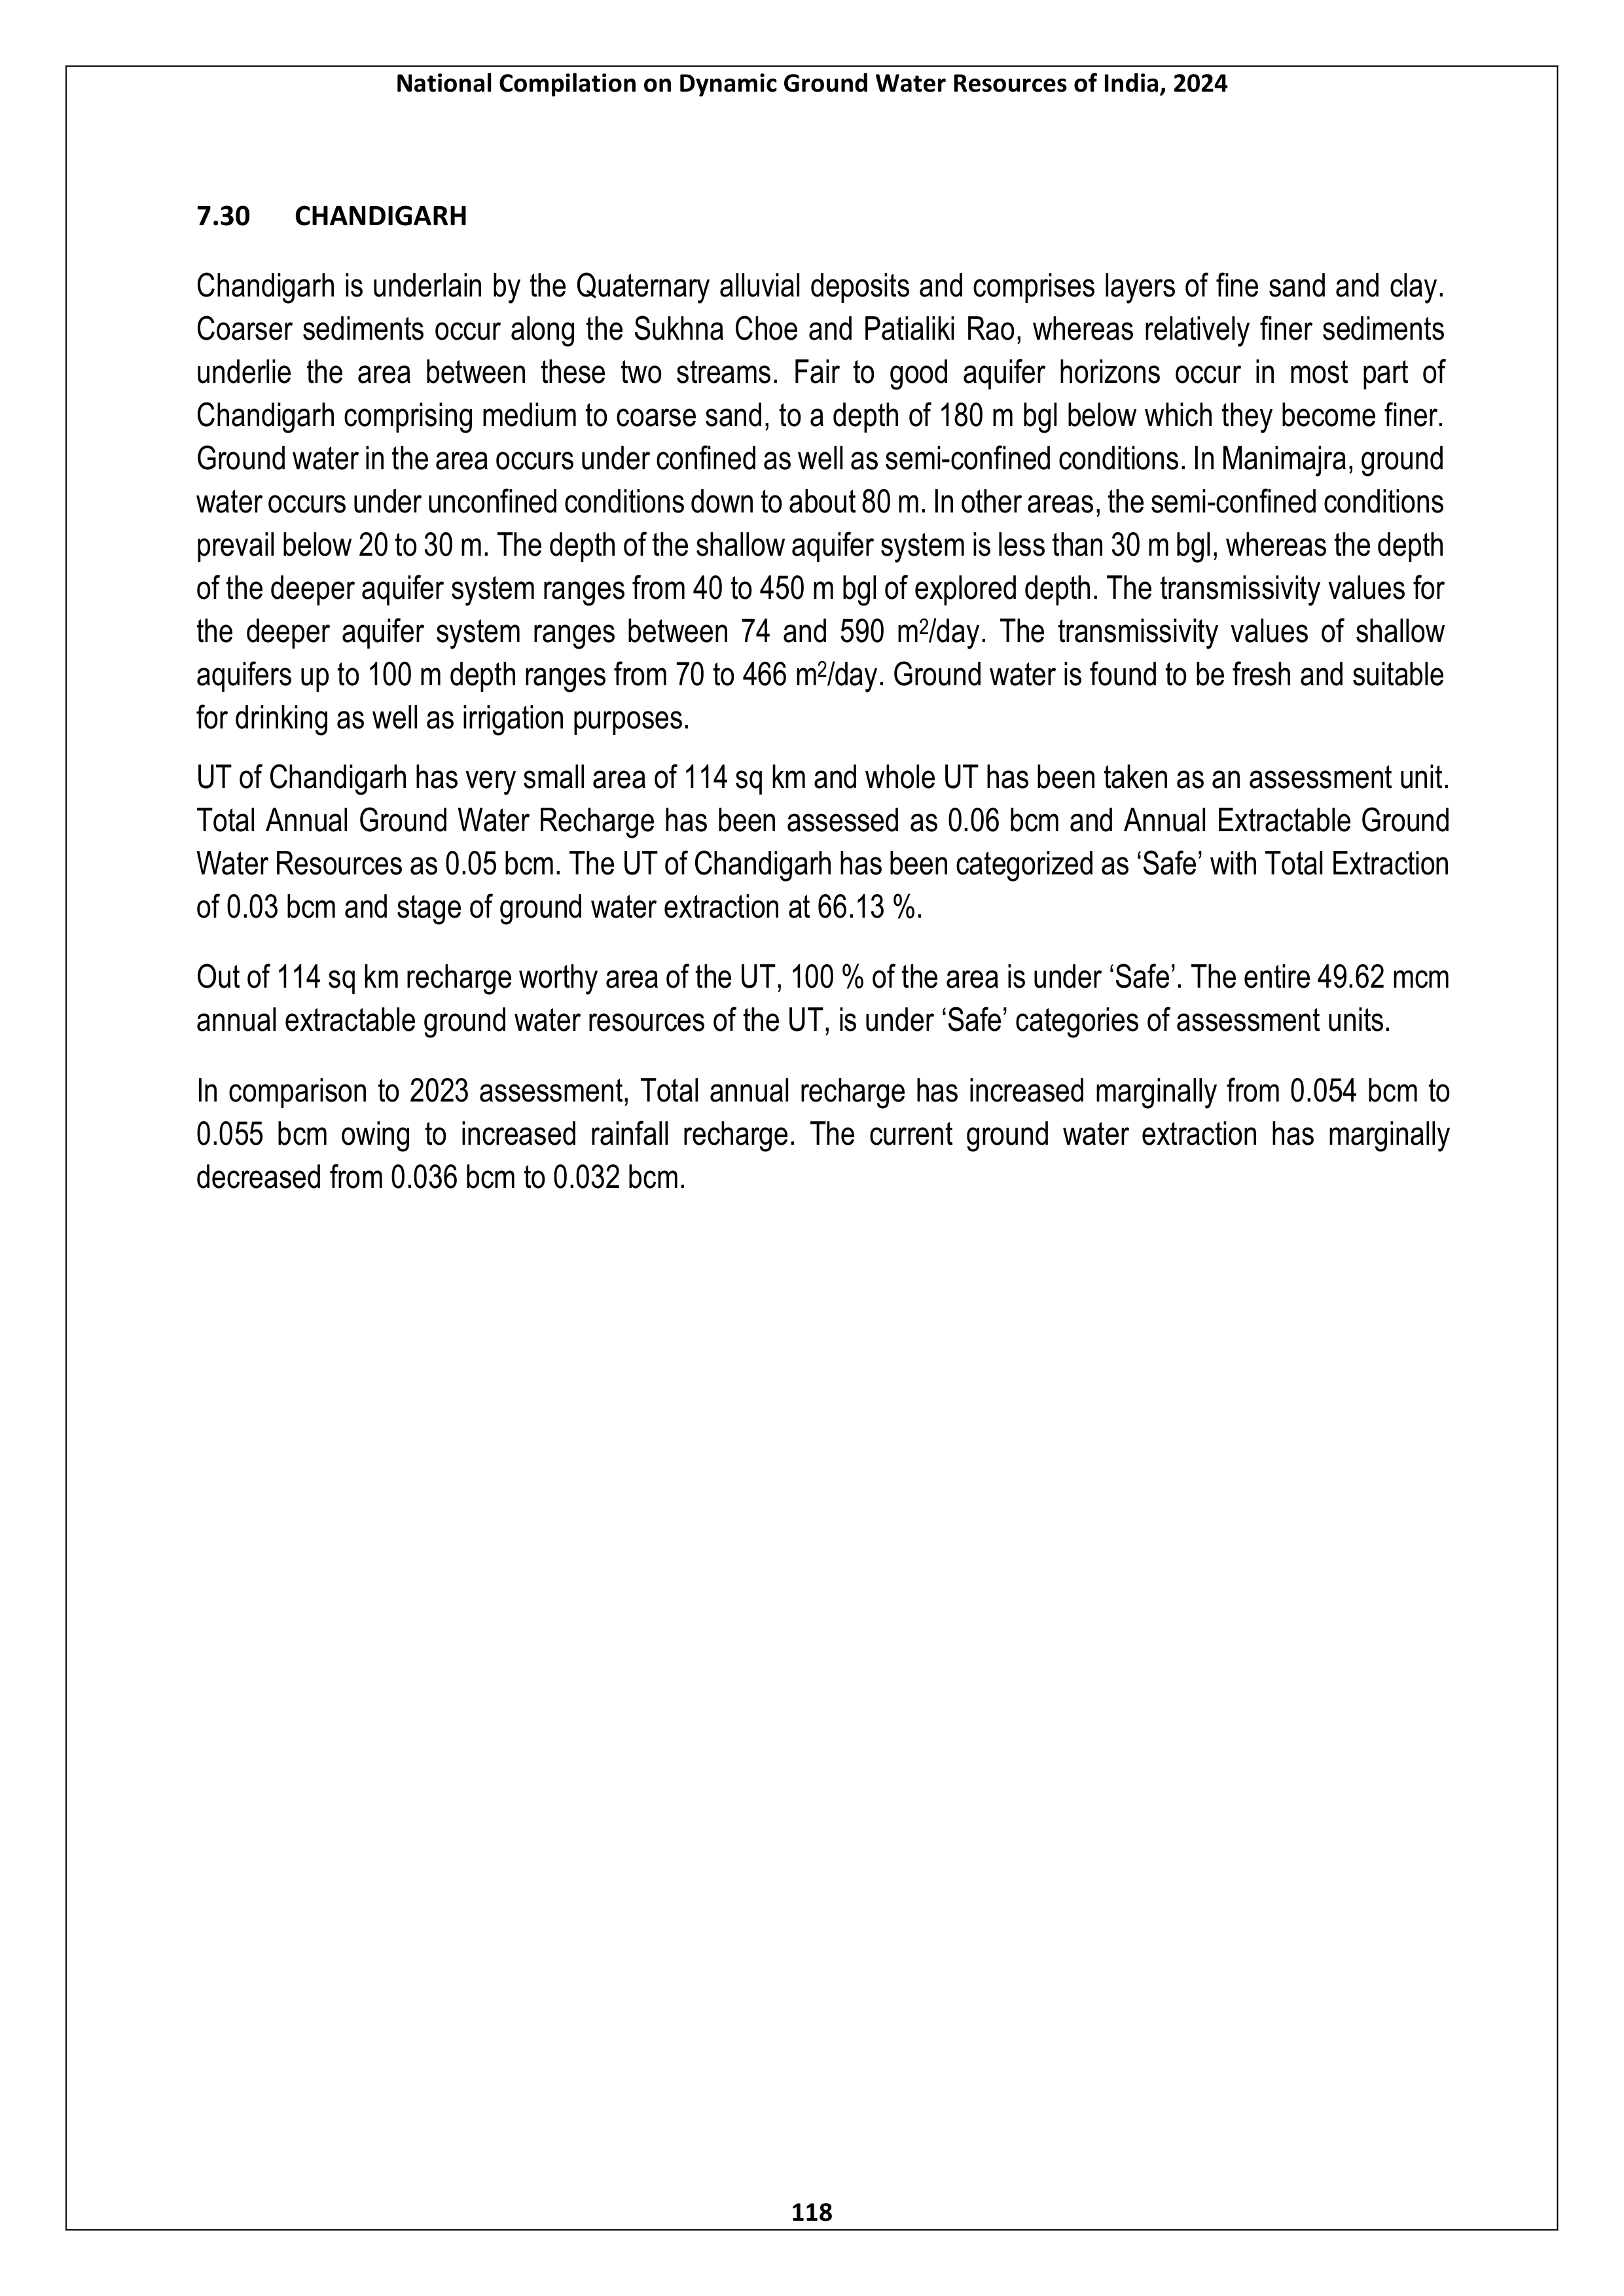 National Compilation on Dynamic Ground Water Resources of India, 2024
7.30 CHANDIGARH
Chandigarh is underlain by the Quaternary alluvial deposits and comprises layers of fine sand and clay.
Coarser sediments occur along the Sukhna Choe and Patialiki Rao, whereas relatively finer sediments
underlie the area between these two streams. Fair to good aquifer horizons occur in most part of
Chandigarh comprising medium to coarse sand, to a depth of 180 m bgl below which they become finer.
Ground water in the area occurs under confined as well as semi-confined conditions. In Manimajra, ground
water occurs under unconfined conditions down to about 80 m. In other areas, the semi-confined conditions
prevail below 20 to 30 m. The depth of the shallow aquifer system is less than 30 m bgl, whereas the depth
of the deeper aquifer system ranges from 40 to 450 m bgl of explored depth. The transmissivity values for
the deeper aquifer system ranges between 74 and 590 m2/day. The transmissivity values of shallow
aquifers up to 100 m depth ranges from 70 to 466 m2/day. Ground water is found to be fresh and suitable
for drinking as well as irrigation purposes.
UT of Chandigarh has very small area of 114 sq km and whole UT has been taken as an assessment unit.
Total Annual Ground Water Recharge has been assessed as 0.06 bcm and Annual Extractable Ground
Water Resources as 0.05 bcm. The UT of Chandigarh has been categorized as ‘Safe’ with Total Extraction
of 0.03 bcm and stage of ground water extraction at 66.13 %.
Out of 114 sq km recharge worthy area of the UT, 100 % of the area is under ‘Safe’. The entire 49.62 mcm
annual extractable ground water resources of the UT, is under ‘Safe’ categories of assessment units.
In comparison to 2023 assessment, Total annual recharge has increased marginally from 0.054 bcm to
0.055 bcm owing to increased rainfall recharge. The current ground water extraction has marginally
decreased from 0.036 bcm to 0.032 bcm.
118